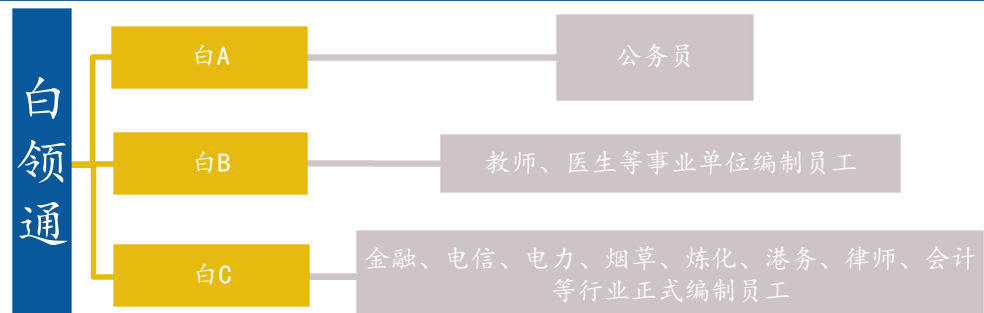 白领通
白A
公务员
白B
教师、医生等事业单位编制员工
白C
金融、电信、电力、烟草、炼化、港务、律师、会计
等行业正式编制员工